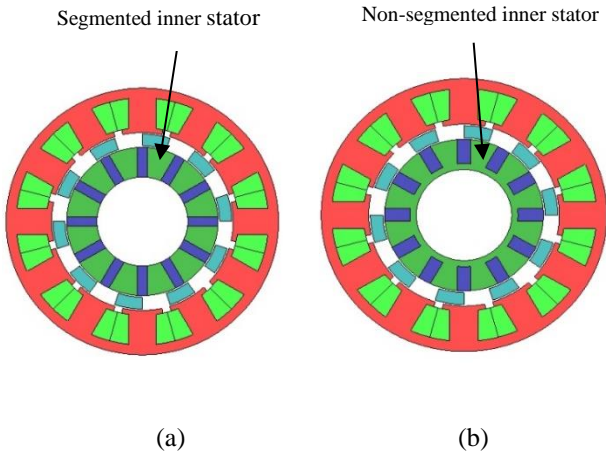 Segmented inner stator
Non-segmented inner stator
(a)
(b)